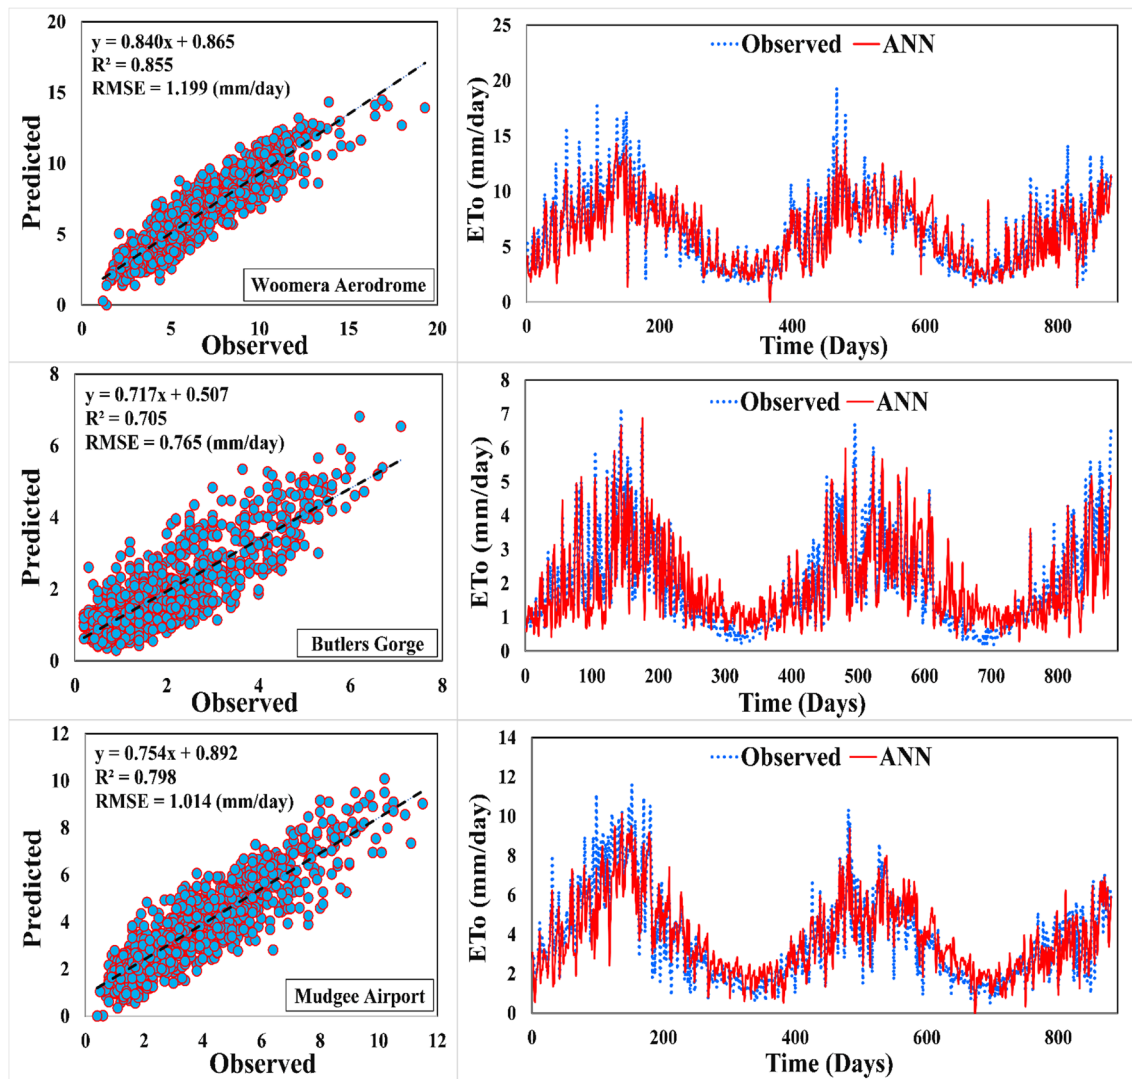 20
15
10
5
0
0
5
10
15
20
Predicted
Observed
y = 0.840x + 0.865
R² = 0.855
RMSE = 1.199 (mm/day)
Woomera Aerodrome
25
20
15
10
5
0
0
200
400
600
800
ETo (mm/day)
Time (Days)
Observed
ANN
8
6
4
2
0
0
2
4
6
8
Predicted
Observed
y = 0.717x + 0.507
R² = 0.705
RMSE = 0.765 (mm/day)
Butlers Gorge
8
7
6
5
4
3
2
1
0
0
100
200
300
400
500
600
700
800
ETo (mm/day)
Time (Days)
Observed
ANN
12
10
8
6
4
2
0
0
2
4
6
8
10
12
Predicted
Observed
y = 0.754x + 0.892
R² = 0.798
RMSE = 1.014 (mm/day)
Mudgee Airport
14
12
10
8
6
4
2
0
0
200
400
600
800
ETo (mm/day)
Time (Days)
Observed
ANN